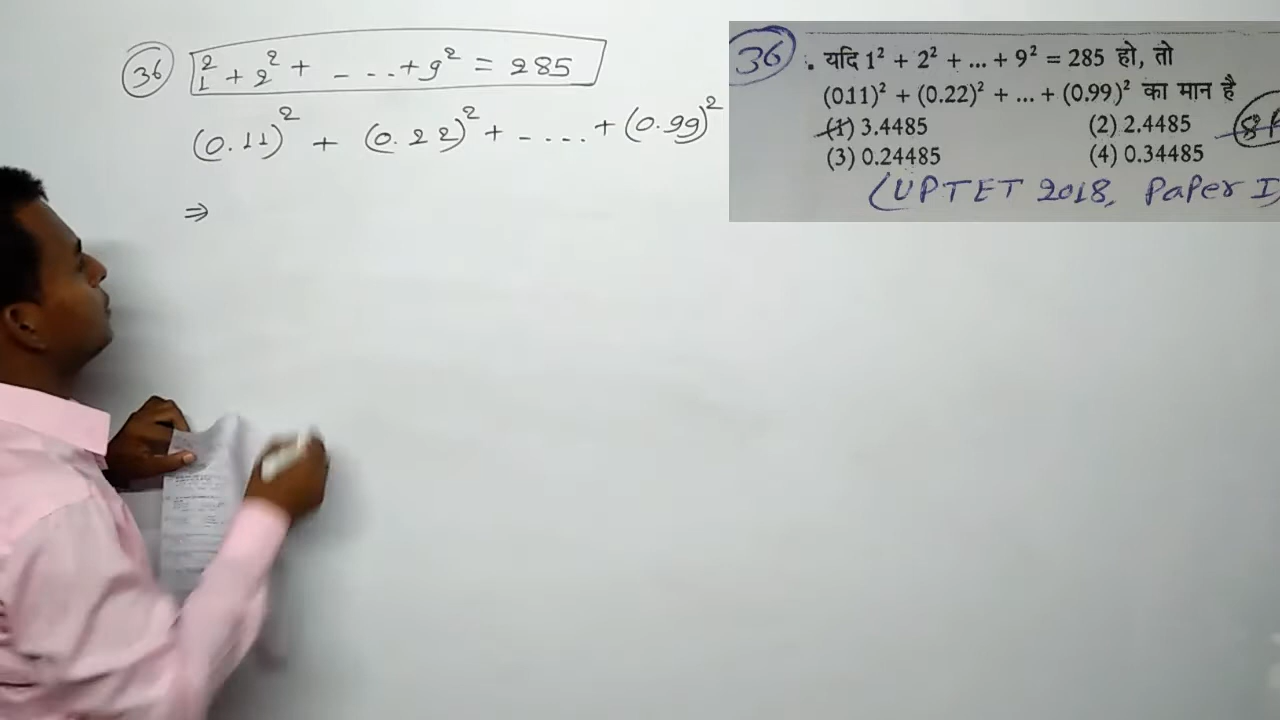 36 1² + 2² + - - .. + 9² = 285
(0.11)² + (0.22)² + - . . . . + (0.99)²
⇒
36 . यदि 1² + 2² + ... + 9² = 285 हो, तो
(011)² + (0.22)² + ... + (0.99)² का मान है
(1) 3.4485 (2) 2.4485
(3) 0.24485 (4) 0.34485
(UPTET 2018, Paper I)